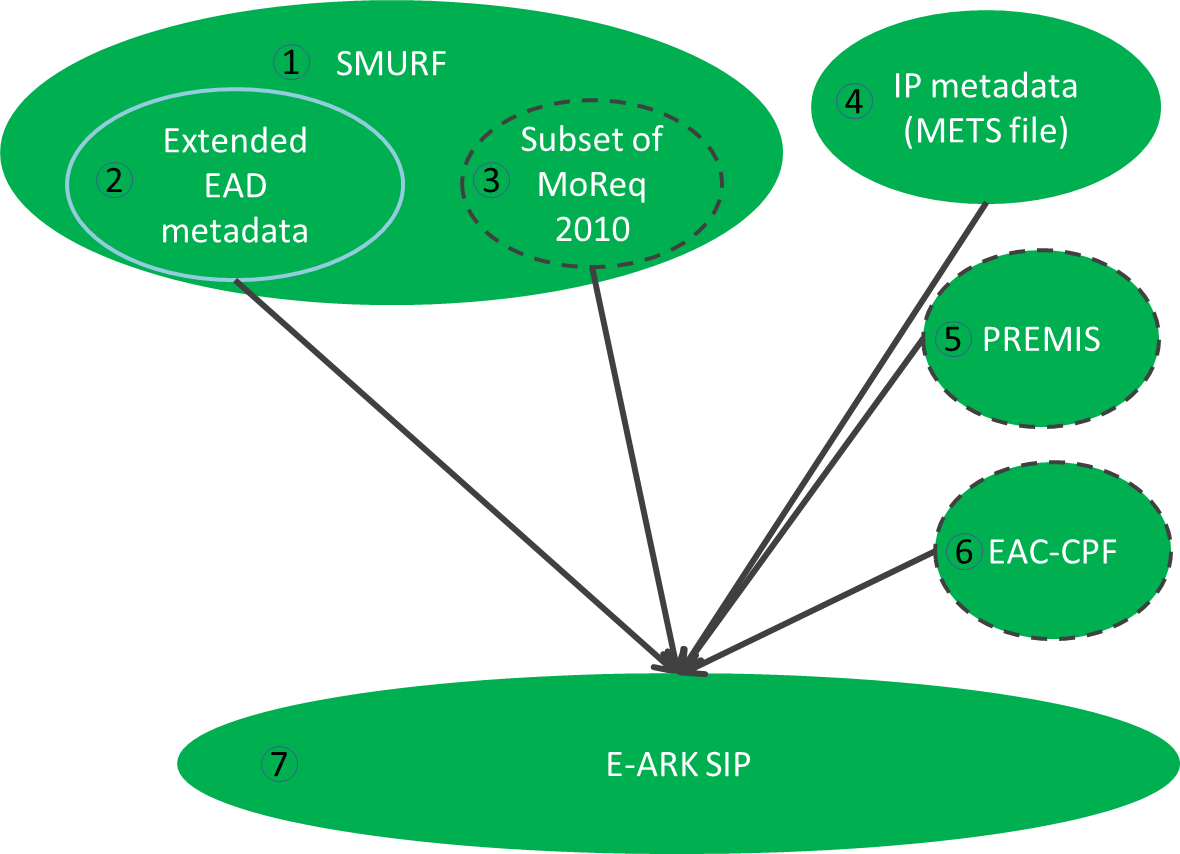 1 SMURF
2 Extended
EAD
metadata
3 Subset of
MoReq
2010
4 IP metadata
(METS file)
5 PREMIS
6 EAC-CPF
7 E-ARK SIP